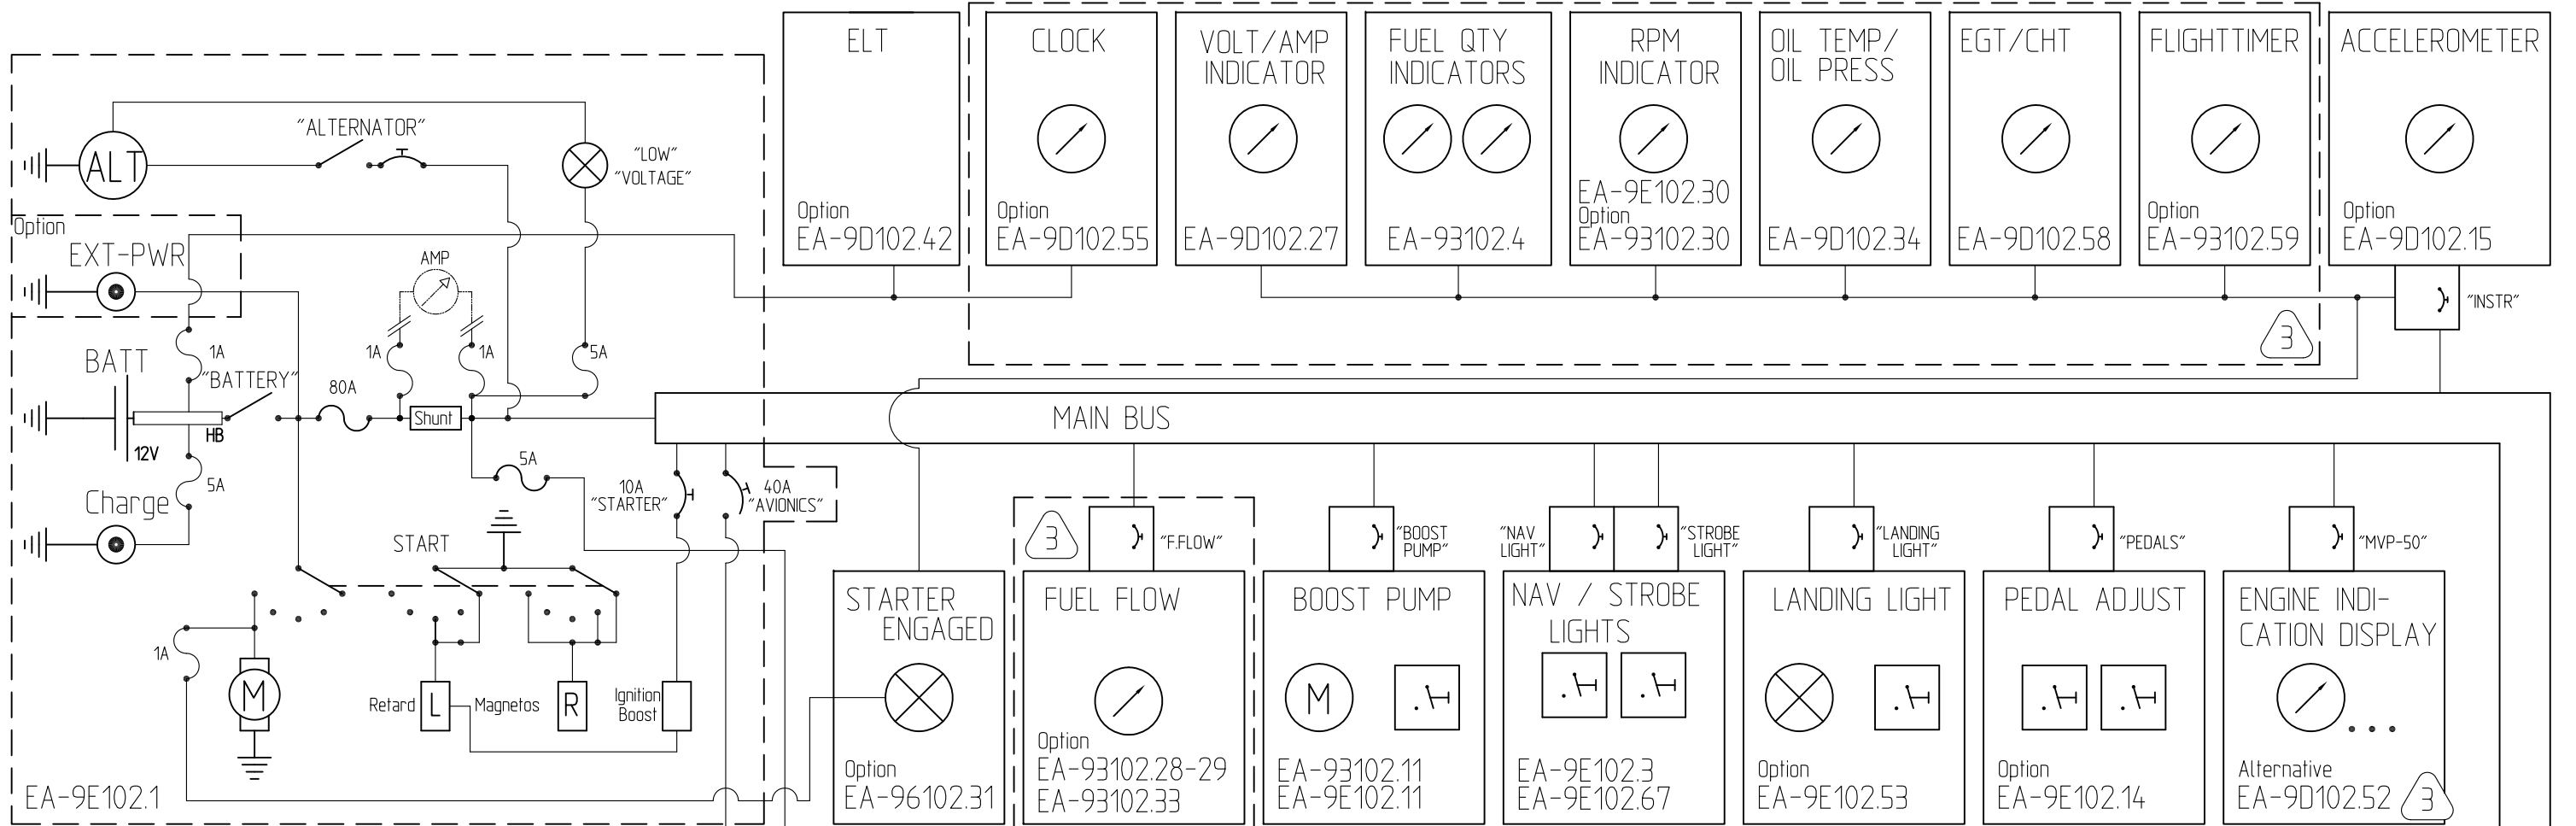 ELT
Option
EA-9D102.42
CLOCK
Option
EA-9D102.55
VOLT/AMP
INDICATOR
EA-9D102.27
FUEL QTY
INDICATORS
EA-93102.4
RPM
INDICATOR
EA-9E102.30
Option
EA-93102.30
OIL TEMP/
OIL PRESS
EA-9D102.34
EGT/CHT
EA-9D102.58
FLIGHTTIMER
Option
EA-93102.59
ACCELEROMETER
Option
EA-9D102.15
"INSTR"
3
ALT
"ALTERNATOR"
"LOW"
"VOLTAGE"
Option
EXT-PWR
AMP
1A
1A
1A
5A
BATT
"BATTERY"
80A
Shunt
HB
12V
MAIN BUS
5A
5A
Charge
10A
"STARTER"
40A
"AVIONICS"
START
1A
M
Retard
L
Magnetos
R
Ignition
Boost
EA-9E102.1
STARTER
ENGAGED
Option
EA-96102.31
3
"F.FLOW"
FUEL FLOW
Option
EA-93102.28-29
EA-93102.33
"BOOST
PUMP"
BOOST PUMP
M
EA-93102.11
EA-9E102.11
"NAV
LIGHT"
"STROBE
LIGHT"
NAV / STROBE
LIGHTS
EA-9E102.3
EA-9E102.67
"LANDING
LIGHT"
LANDING LIGHT
Option
EA-9E102.53
"PEDALS"
PEDAL ADJUST
Option
EA-9E102.14
"MVP-50"
ENGINE INDI-
CATION DISPLAY
Alternative
EA-9D102.52
3